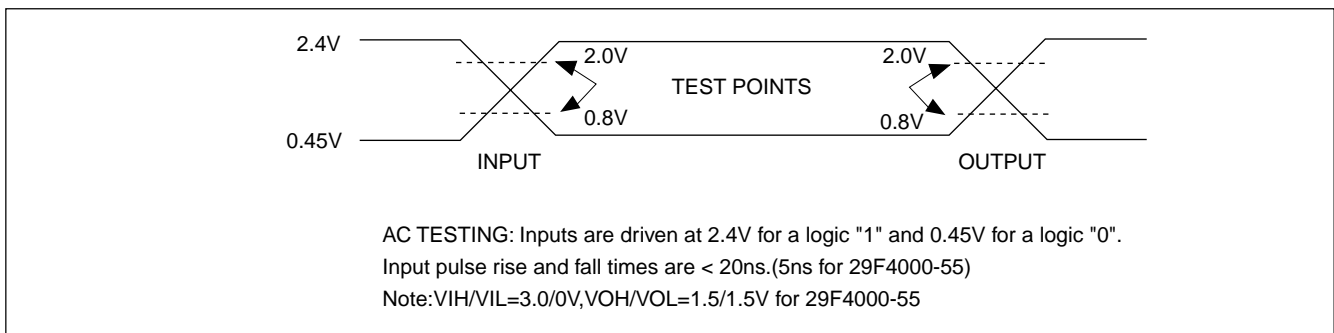 2.4V
2.0V
2.0V
TEST POINTS
0.8V
0.8V
0.45V
INPUT
OUTPUT
AC TESTING: Inputs are driven at 2.4V for a logic "1" and 0.45V for a logic "0".
Input pulse rise and fall times are < 20ns.(5ns for 29F4000-55)
Note:VIH/VIL=3.0/0V,VOH/VOL=1.5/1.5V for 29F4000-55